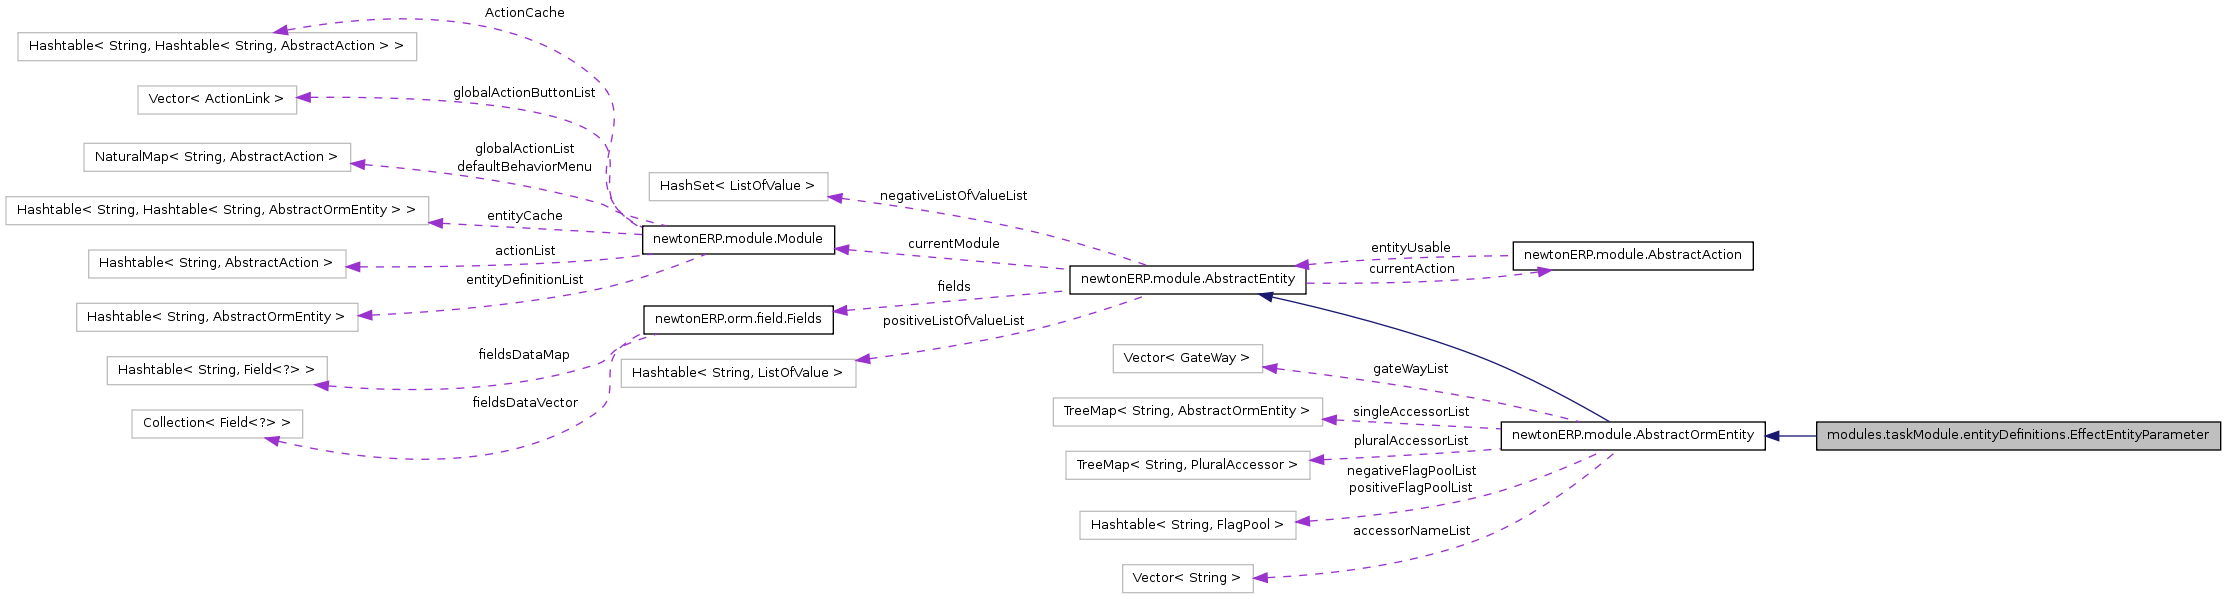 ActionCache
Hashtable< String, Hashtable< String, AbstractAction > >
globalActionButtonList
Vector< ActionLink >
globalActionList
defaultBehaviorMenu
NaturalMap< String, AbstractAction >
entityCache
Hashtable< String, Hashtable< String, AbstractOrmEntity > >
actionList
Hashtable< String, AbstractAction >
entityDefinitionList
Hashtable< String, AbstractOrmEntity >
fieldsDataMap
Hashtable< String, Field<?> >
fieldsDataVector
Collection< Field<?> >
HashSet< ListOfValue >
newtonERP.module.Module
newtonERP.orm.field.Fields
Hashtable< String, ListOfValue >
negativeListOfValueList
currentModule
fields
positiveListOfValueList
newtonERP.module.AbstractEntity
Vector< GateWay >
TreeMap< String, AbstractOrmEntity >
TreeMap< String, PluralAccessor >
Hashtable< String, FlagPool >
Vector< String >
entityUsable
currentAction
gateWayList
singleAccessorList
pluralAccessorList
negativeFlagPoolList
positiveFlagPoolList
accessorNameList
newtonERP.module.AbstractAction
newtonERP.module.AbstractOrmEntity
modules.taskModule.entityDefinitions.EffectEntityParameter